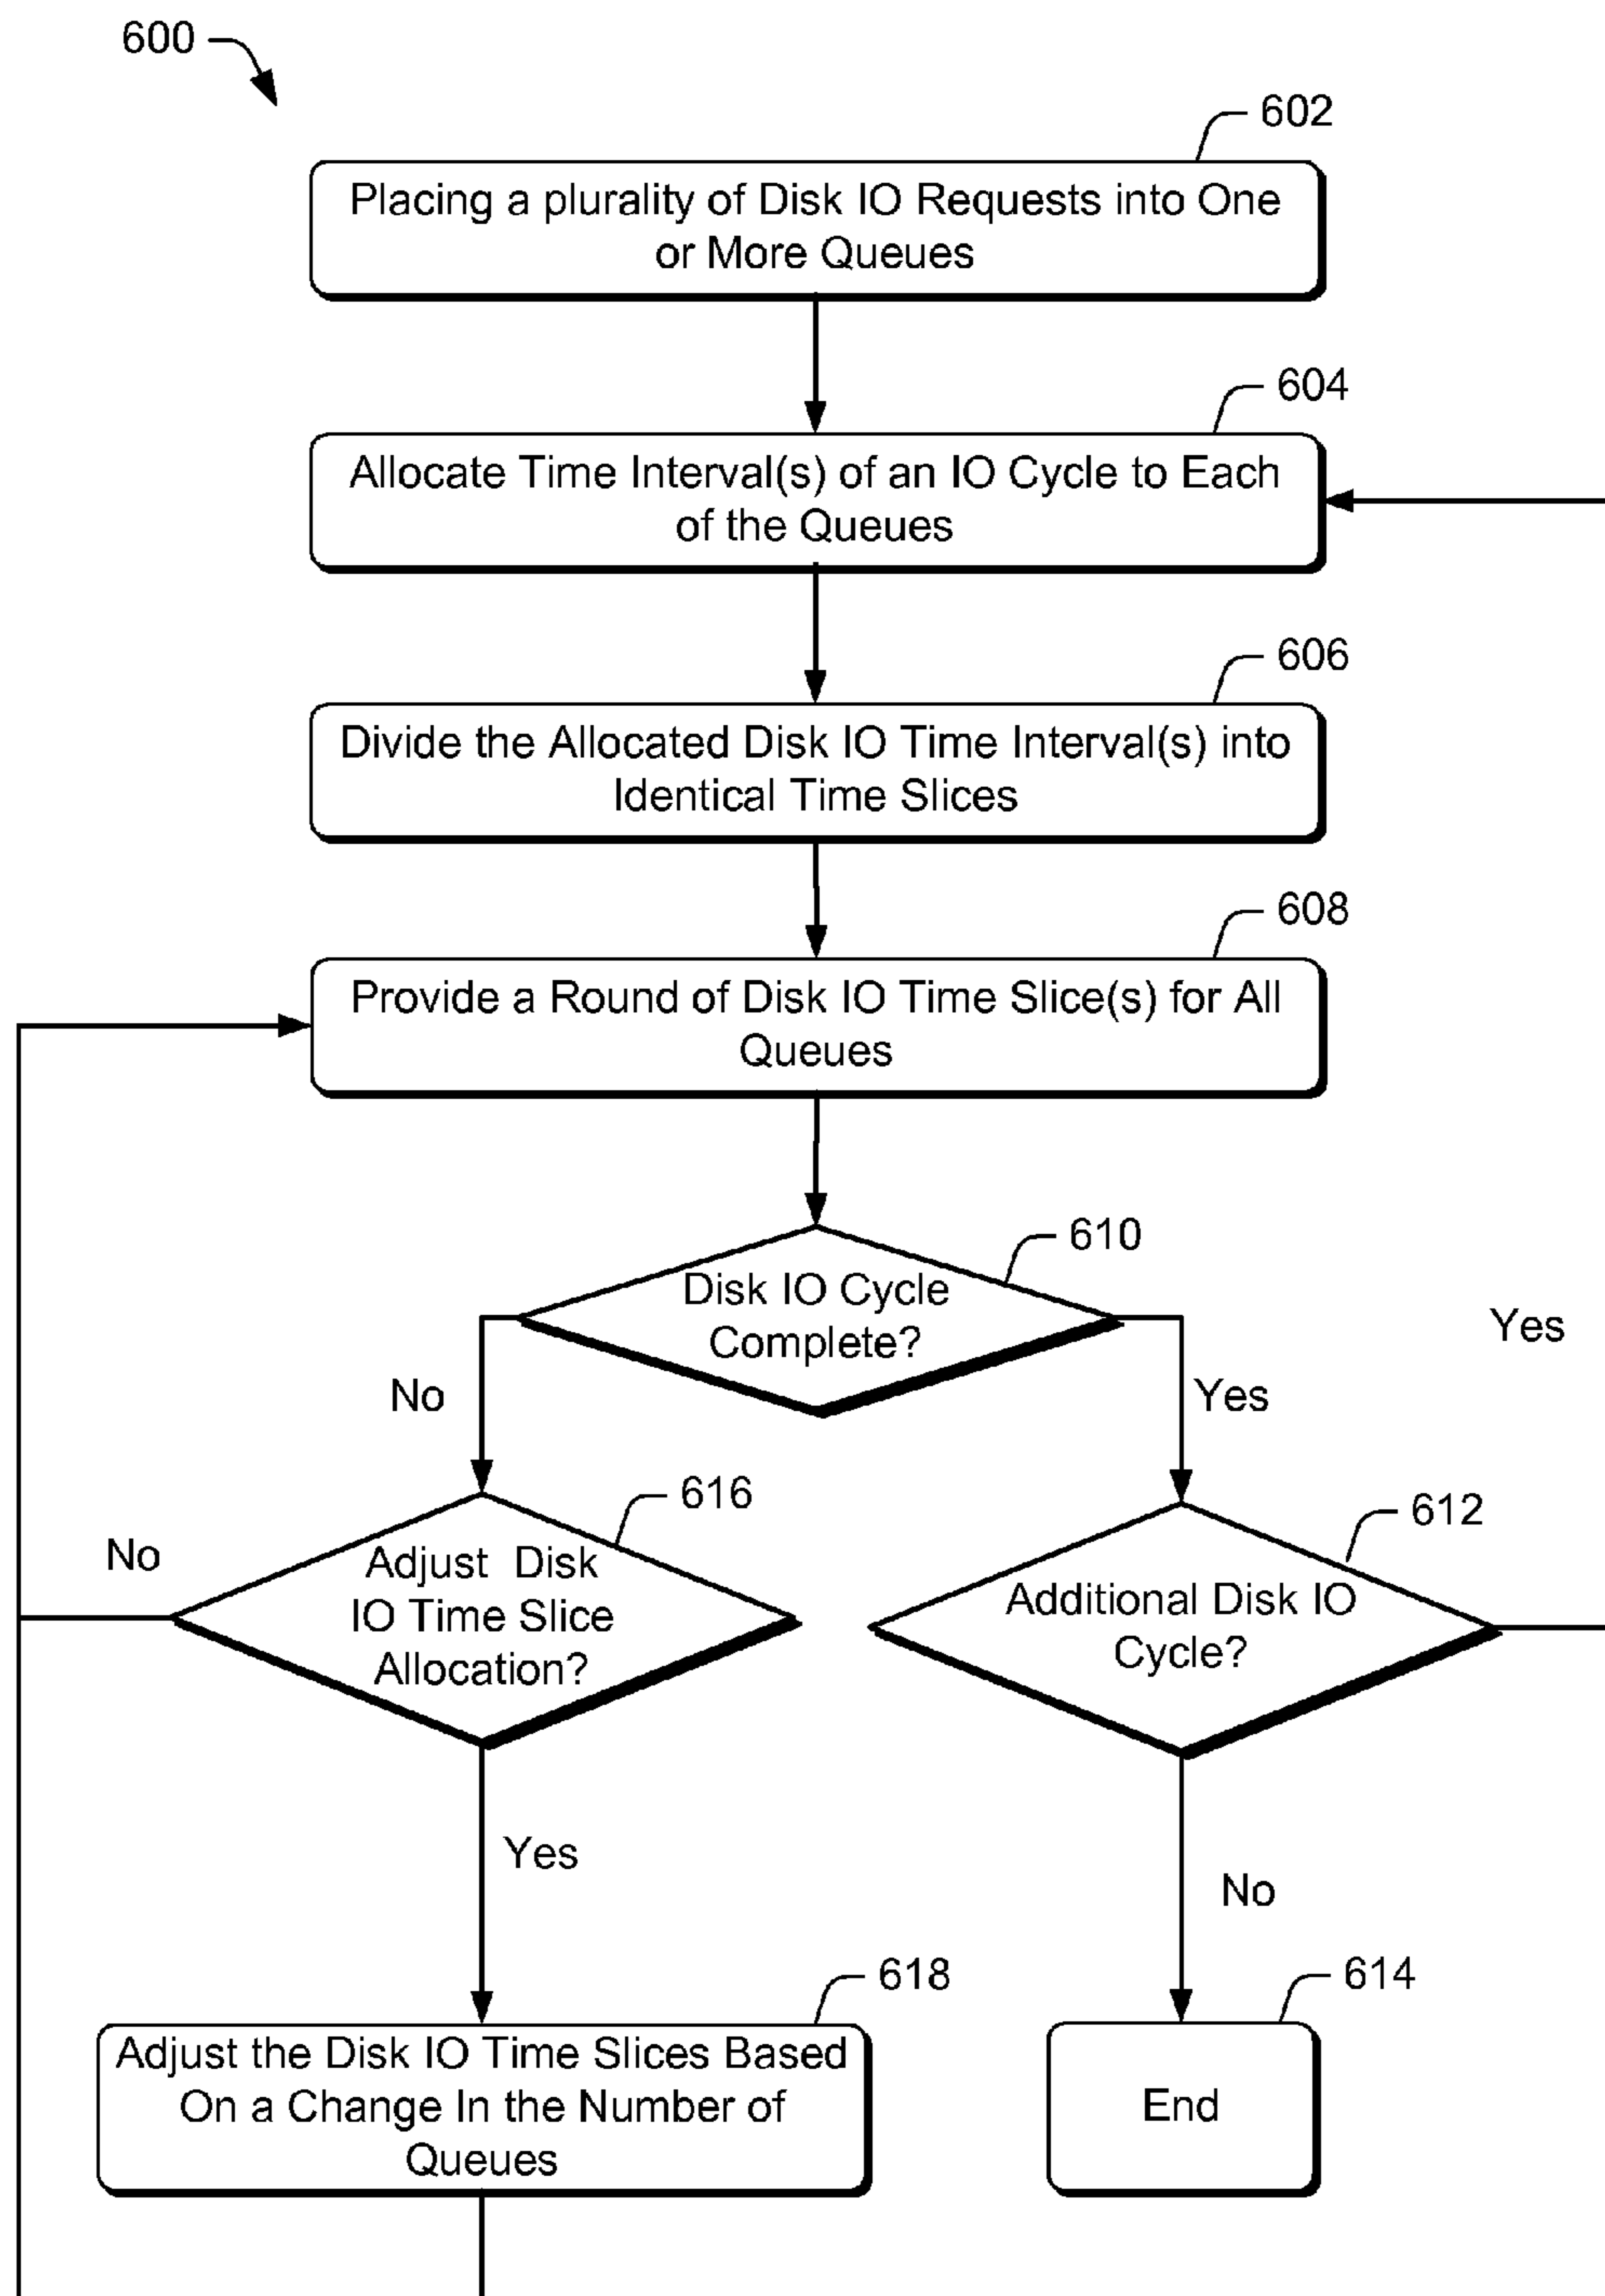 600
602
Placing a plurality of Disk IO Requests into One
or More Queues
604
Allocate Time Interval(s) of an IO Cycle to Each
of the Queues
606
Divide the Allocated Disk IO Time Interval(s) into
Identical Time Slices
608
Provide a Round of Disk IO Time Slice(s) for All
Queues
610
Disk IO Cycle
Complete?
Yes
No
Yes
616
612
No
Adjust Disk
IO Time Slice
Allocation?
Additional Disk IO
Cycle?
Yes
No
618
614
Adjust the Disk IO Time Slices Based
On a Change In the Number of
Queues
End